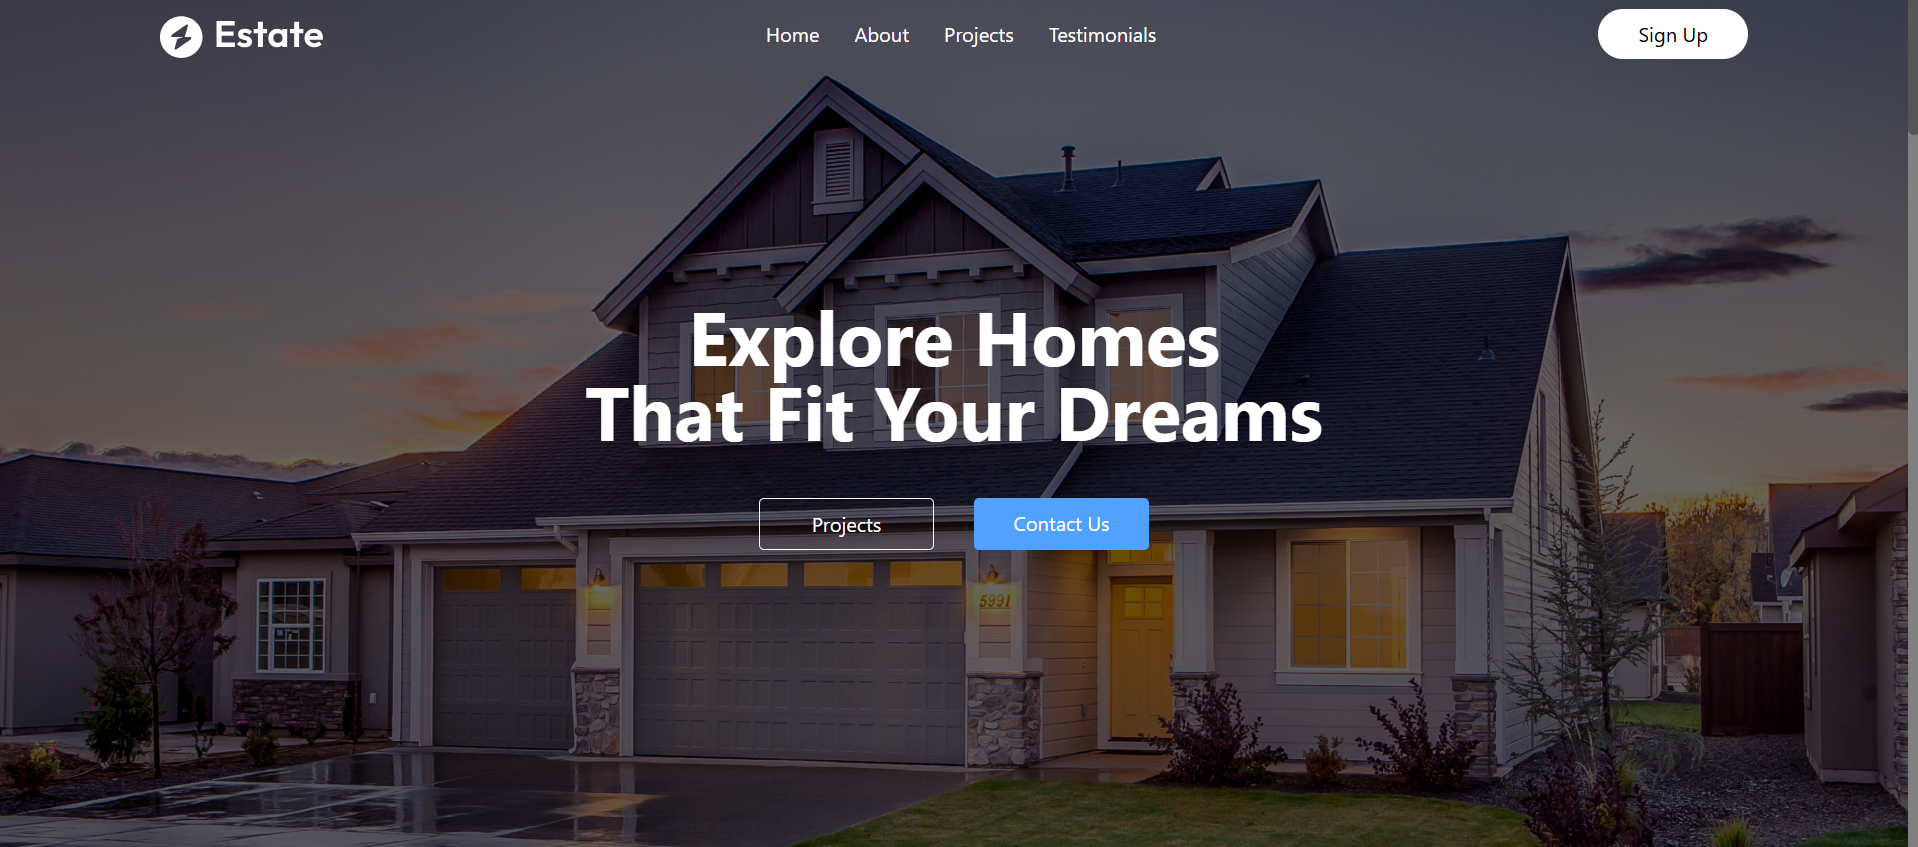 Estate
Home About Projects Testimonials
Sign Up
Explore Homes
That Fit Your Dreams
Projects Contact Us
5991